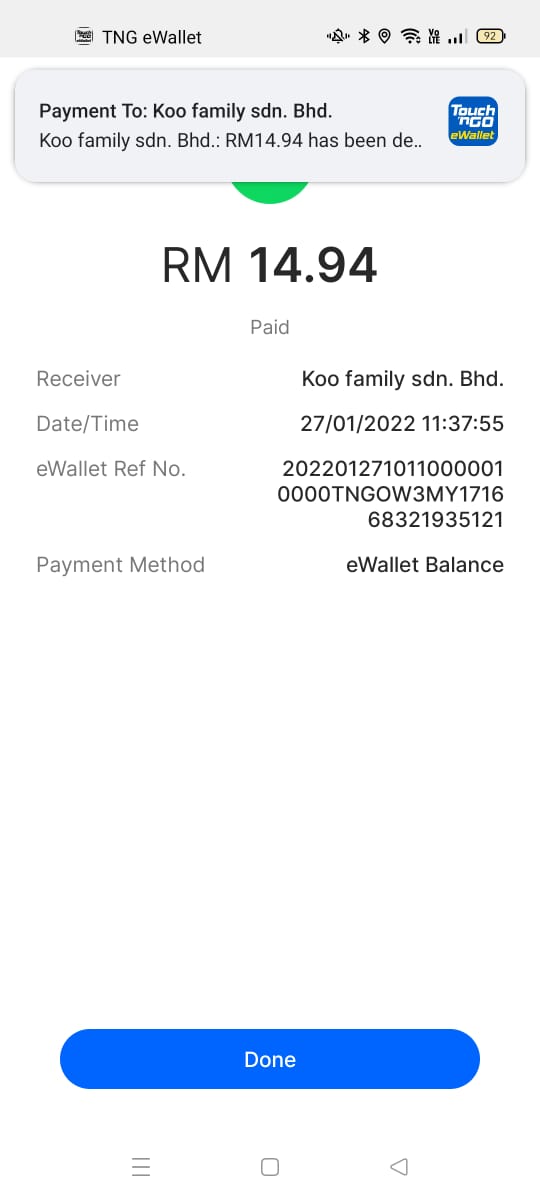 TNG eWallet
92
Payment To: Koo family sdn. Bhd.
Koo family sdn. Bhd.: RM14.94 has been de..
Touch
'nGO
eWallet
RM 14.94
Paid
Receiver Koo family sdn. Bhd.
Date/Time 27/01/2022 11:37:55
eWallet Ref No. 202201271011000001
0000TNGOW3MY1716
68321935121
Payment Method eWallet Balance
Done